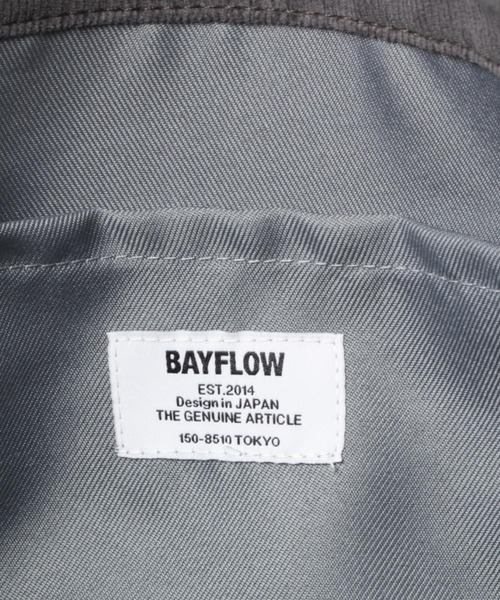 BAYFLOW
EST.2014
Design in JAPAN
THE GENUINE ARTICLE
150-8510 TOKYO